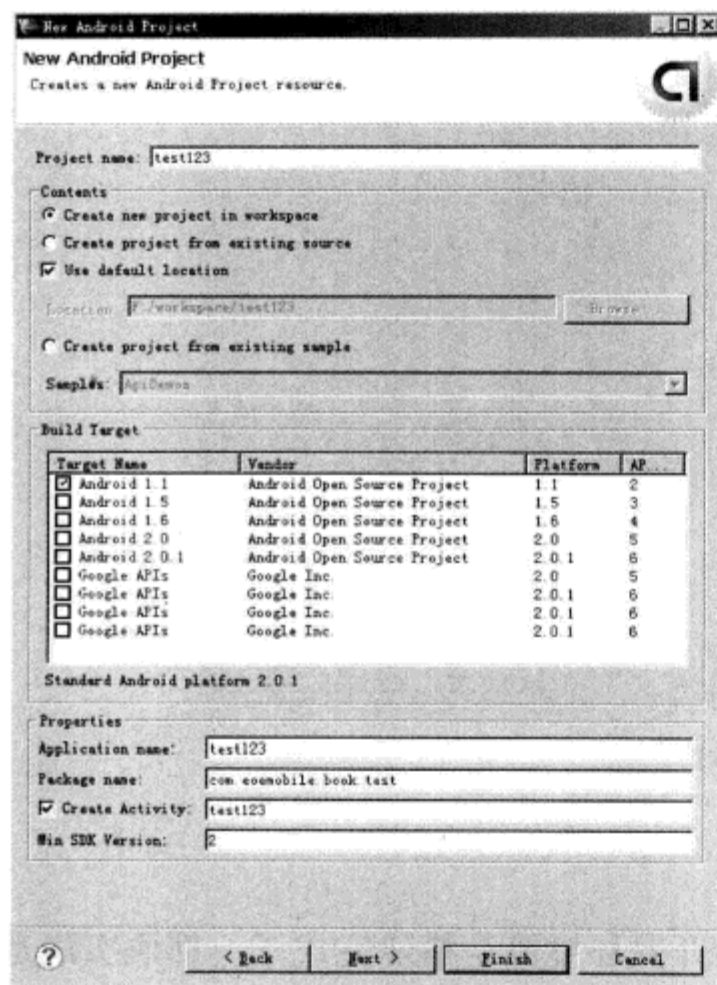 New Android Project
New Android Project
Creates a new Android Project resource.
Project name: test123
Contents
Create new project in workspace
Create project from existing source
Use default location
Location F:/workspace/test123 Browse
Create project from existing sample
Samples: ApiDemos
Build Target
Target Name Vendor Platform AP...
Android 1.1 Android Open Source Project 1.1 2
Android 1.5 Android Open Source Project 1.5 3
Android 1.6 Android Open Source Project 1.6 4
Android 2.0 Android Open Source Project 2.0 5
Android 2.0.1 Android Open Source Project 2.0.1 6
Google APIs Google Inc. 2.0 5
Google APIs Google Inc. 2.0.1 6
Google APIs Google Inc. 2.0.1 6
Google APIs Google Inc. 2.0.1 6
Standard Android platform 2.0.1
Properties
Application name: test123
Package name: com.eoemobile.book.test
Create Activity: test123
Min SDK Version: 2
? < Back Next > Finish Cancel